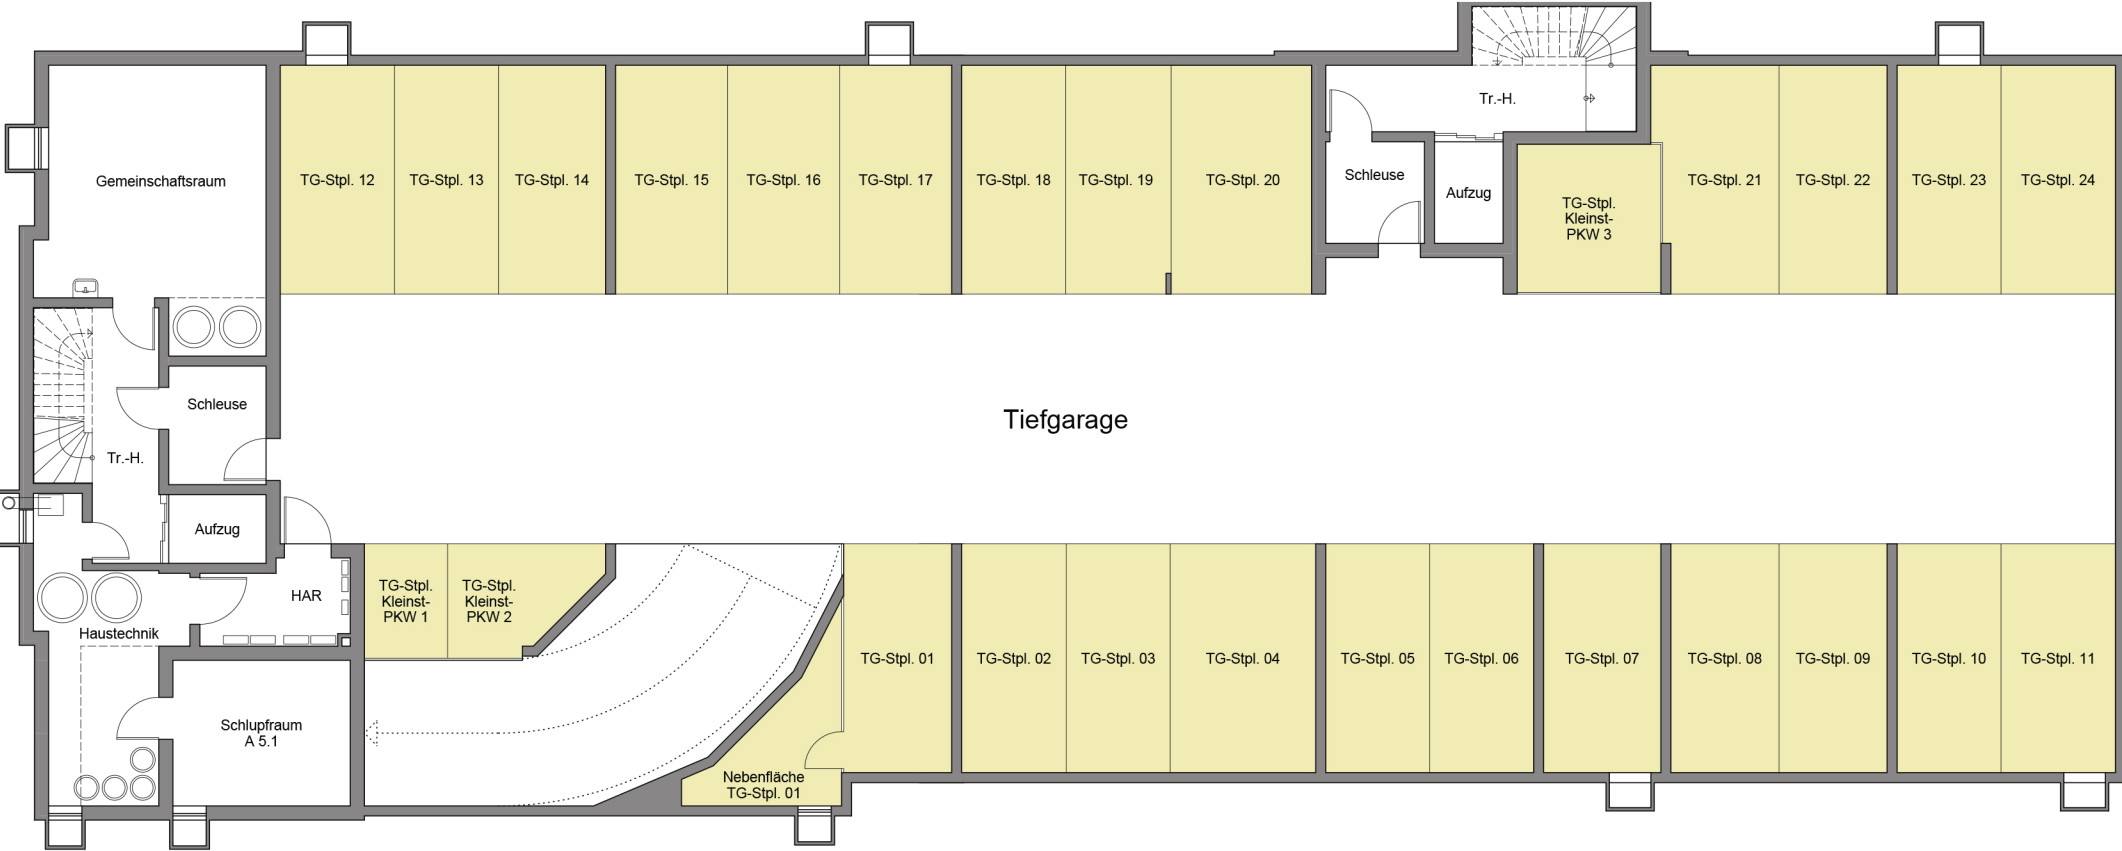 Tr.-H.
Gemeinschaftsraum
TG-Stpl. 12
TG-Stpl. 13
TG-Stpl. 14
TG-Stpl. 15
TG-Stpl. 16
TG-Stpl. 17
TG-Stpl. 18
TG-Stpl. 19
TG-Stpl. 20
Schleuse
Aufzug
TG-Stpl.
Kleinst-
PKW 3
TG-Stpl. 21
TG-Stpl. 22
TG-Stpl. 23
TG-Stpl. 24
Schleuse
Tiefgarage
Tr.-H.
Aufzug
HAR
Haustechnik
TG-Stpl.
Kleinst-
PKW 1
TG-Stpl.
Kleinst-
PKW 2
TG-Stpl. 01
TG-Stpl. 02
TG-Stpl. 03
TG-Stpl. 04
TG-Stpl. 05
TG-Stpl. 06
TG-Stpl. 07
TG-Stpl. 08
TG-Stpl. 09
TG-Stpl. 10
TG-Stpl. 11
Schlupfraum
A 5.1
Nebenfläche
TG-Stpl. 01